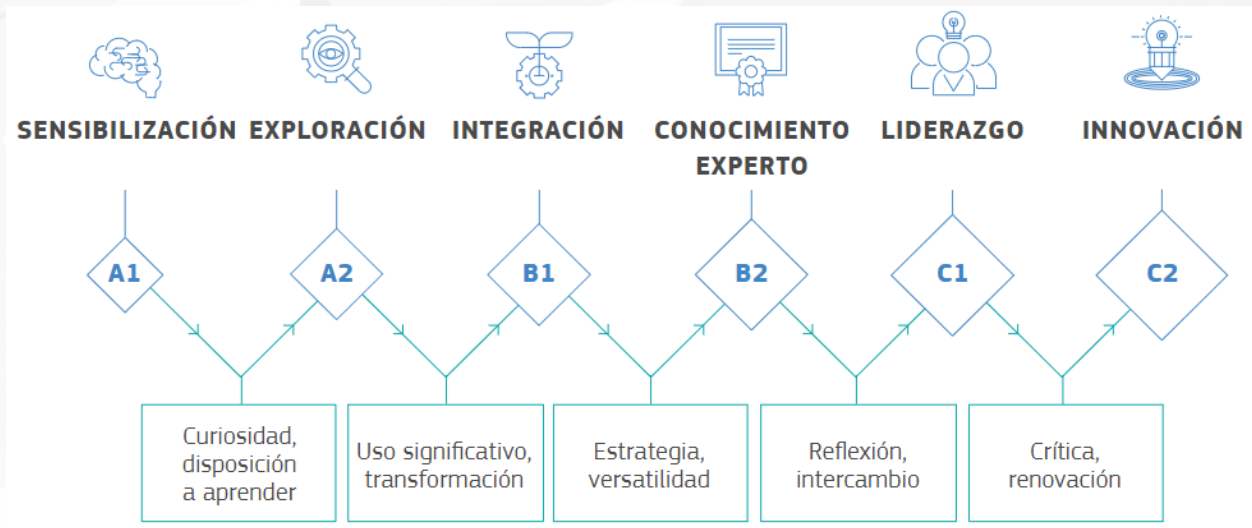 SENSIBILIZACIÓN EXPLORACIÓN INTEGRACIÓN CONOCIMIENTO LIDERAZGO INNOVACIÓN
EXPERTO
A1 A2 B1 B2 C1 C2
Curiosidad,
disposición
a aprender
Uso significativo,
transformación
Estrategia,
versatilidad
Reflexión,
intercambio
Crítica,
renovación